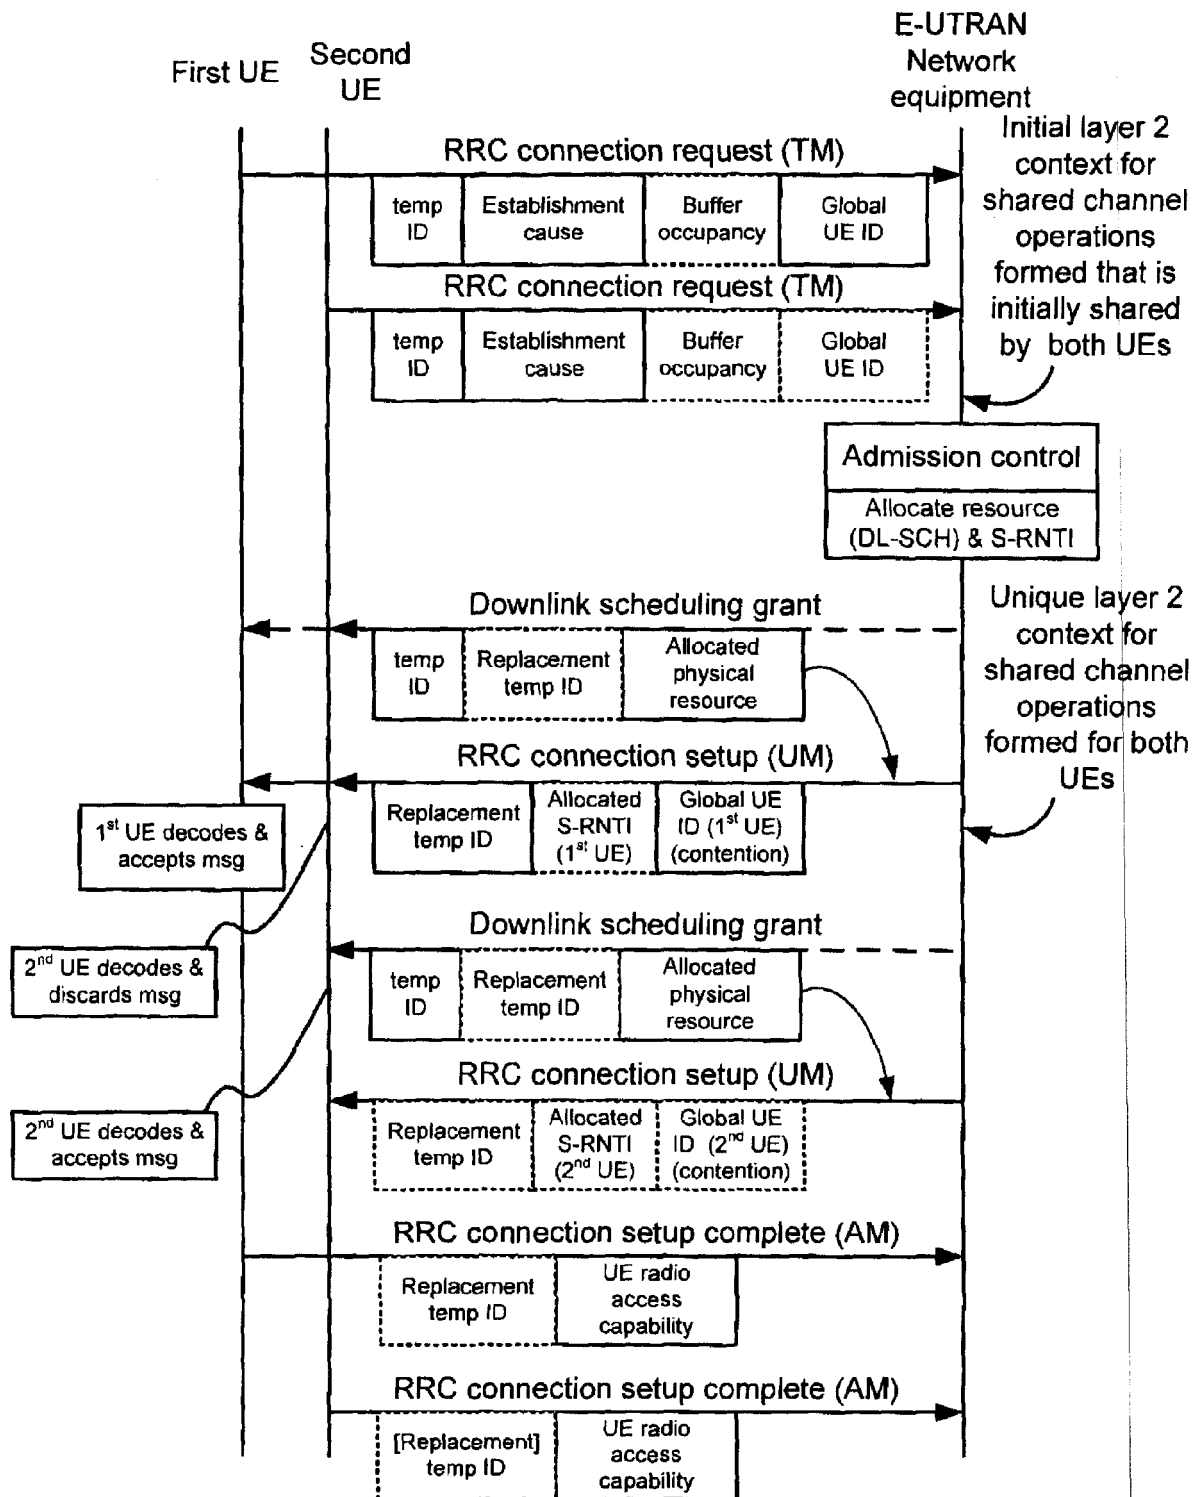 First UE
Second
UE
E-UTRAN
Network
equipment
RRC connection request (TM)
temp
ID
Establishment
cause
Buffer
occupancy
Global
UE ID
Initial layer 2
context for
shared channel
operations
formed that is
initially shared
by both UEs
RRC connection request (TM)
temp
ID
Establishment
cause
Buffer
occupancy
Global
UE ID
Admission control
Allocate resource
(DL-SCH) & S-RNTI
Downlink scheduling grant
temp
ID
Replacement
temp ID
Allocated
physical
resource
Unique layer 2
context for
shared channel
operations
formed for both
UEs
RRC connection setup (UM)
Replacement
temp ID
Allocated
S-RNTI
(1st UE)
Global UE
ID (1st UE)
(contention)
1st UE decodes &
accepts msg
2nd UE decodes &
discards msg
Downlink scheduling grant
temp
ID
Replacement
temp ID
Allocated
physical
resource
RRC connection setup (UM)
Replacement
temp ID
Allocated
S-RNTI
(2nd UE)
Global UE
ID (2nd UE)
(contention)
2nd UE decodes &
accepts msg
RRC connection setup complete (AM)
Replacement
temp ID
UE radio
access
capability
RRC connection setup complete (AM)
[Replacement]
temp ID
UE radio
access
capability